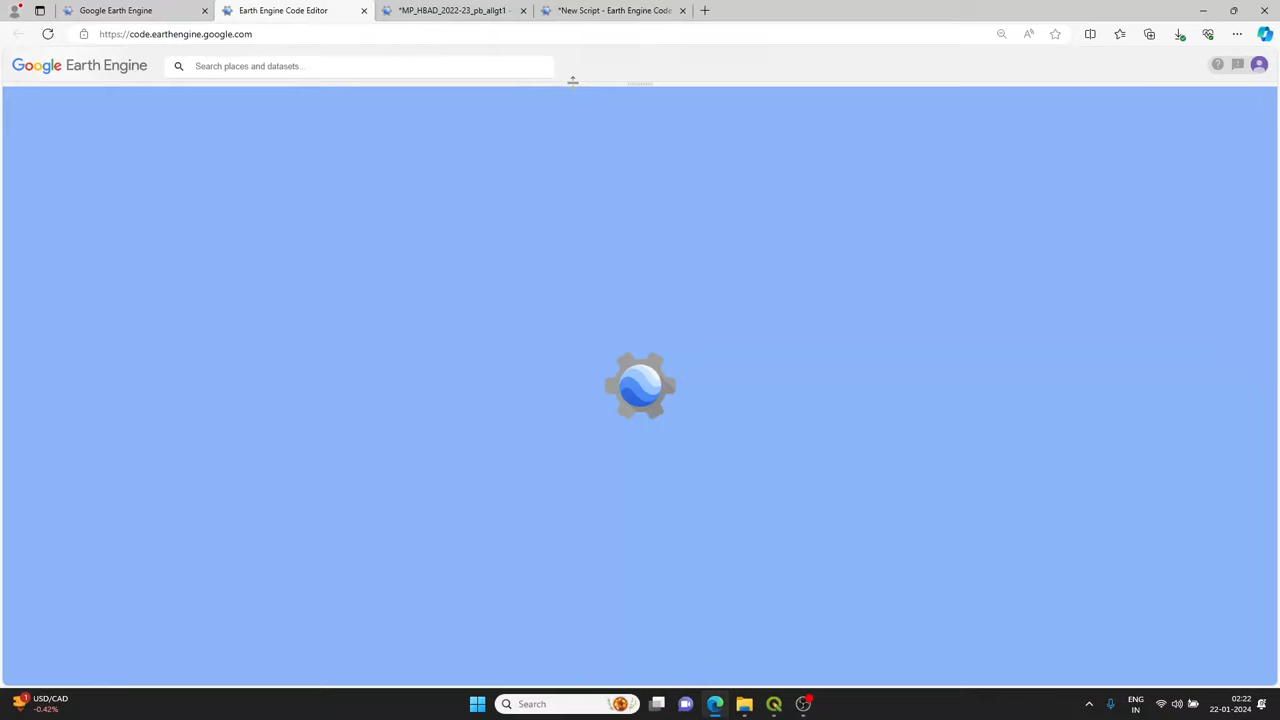 Google Earth Engine
Earth Engine Code Editor
*MP_HBAD_2022-23_pb_allgt1 -
*New Script - Earth Engine Code
https://code.earthengine.google.com
Google Earth Engine
Search places and datasets...
1
USD/CAD
-0.42%
Search
ENG
IN
02:22
22-01-2024